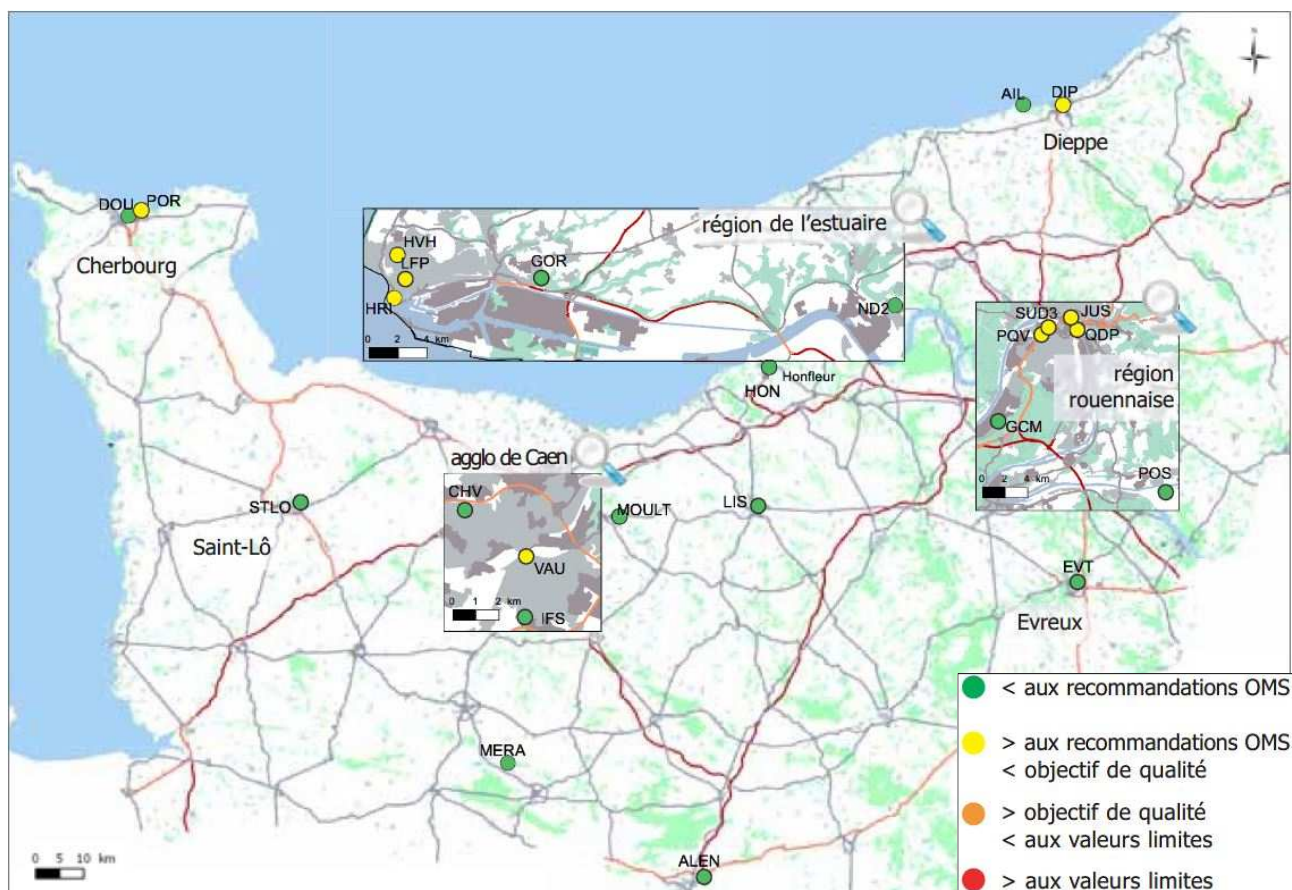 AIL DIP
Dieppe
DOU POR
Cherbourg
région de l'estuaire
HVH
LFP
GOR
HRI
ND2
0 2 4 km
SUD3 JUS
PQV QDP
région
rouennaise
GCM
POS
0 2 4 km
Honfleur
HON
agglo de Caen
CHV
VAU
0 1 2 km
IFS
STLO
Saint-Lô
MOULT
LIS
EVT
Evreux
MERA
ALEN
0 5 10 km
< aux recommandations OMS
> aux recommandations OMS
< objectif de qualité
> objectif de qualité
< aux valeurs limites
> aux valeurs limites